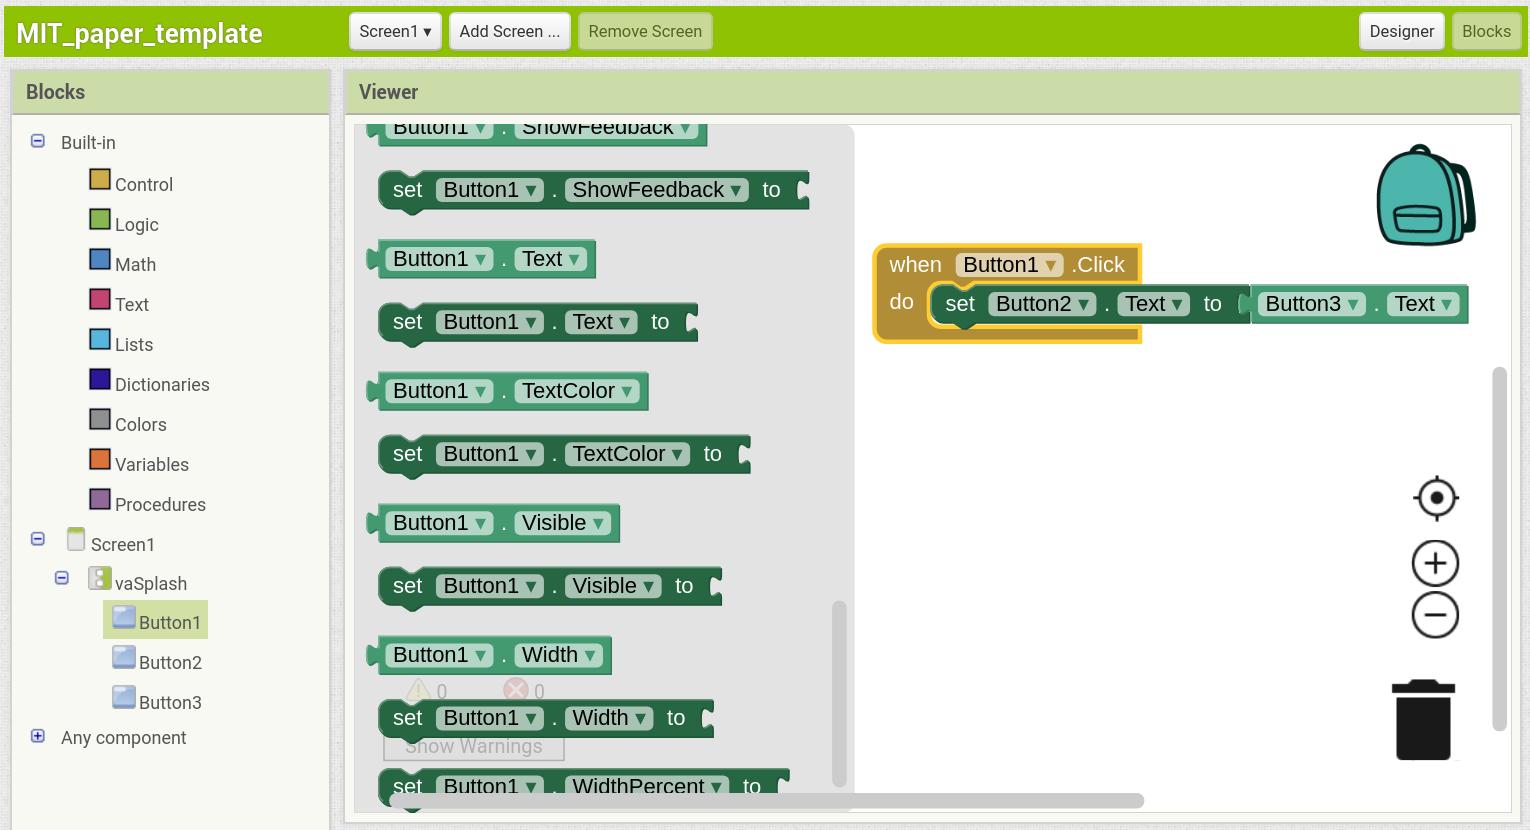 MIT_paper_template
Screen1 ▾
Add Screen ...
Remove Screen
Designer
Blocks
Blocks
Built-in
Control
Logic
Math
Text
Lists
Dictionaries
Colors
Variables
Procedures
Screen1
vaSplash
Button1
Button2
Button3
Any component
Viewer
Button1 ▾ . ShowFeedback ▾
set Button1 ▾ . ShowFeedback ▾ to
Button1 ▾ . Text ▾
set Button1 ▾ . Text ▾ to
Button1 ▾ . TextColor ▾
set Button1 ▾ . TextColor ▾ to
Button1 ▾ . Visible ▾
set Button1 ▾ . Visible ▾ to
Button1 ▾ . Width ▾
0 0
set Button1 ▾ . Width ▾ to
Show Warnings
set Button1 ▾ . WidthPercent ▾ to
when Button1 ▾ .Click
do set Button2 ▾ . Text ▾ to Button3 ▾ . Text ▾